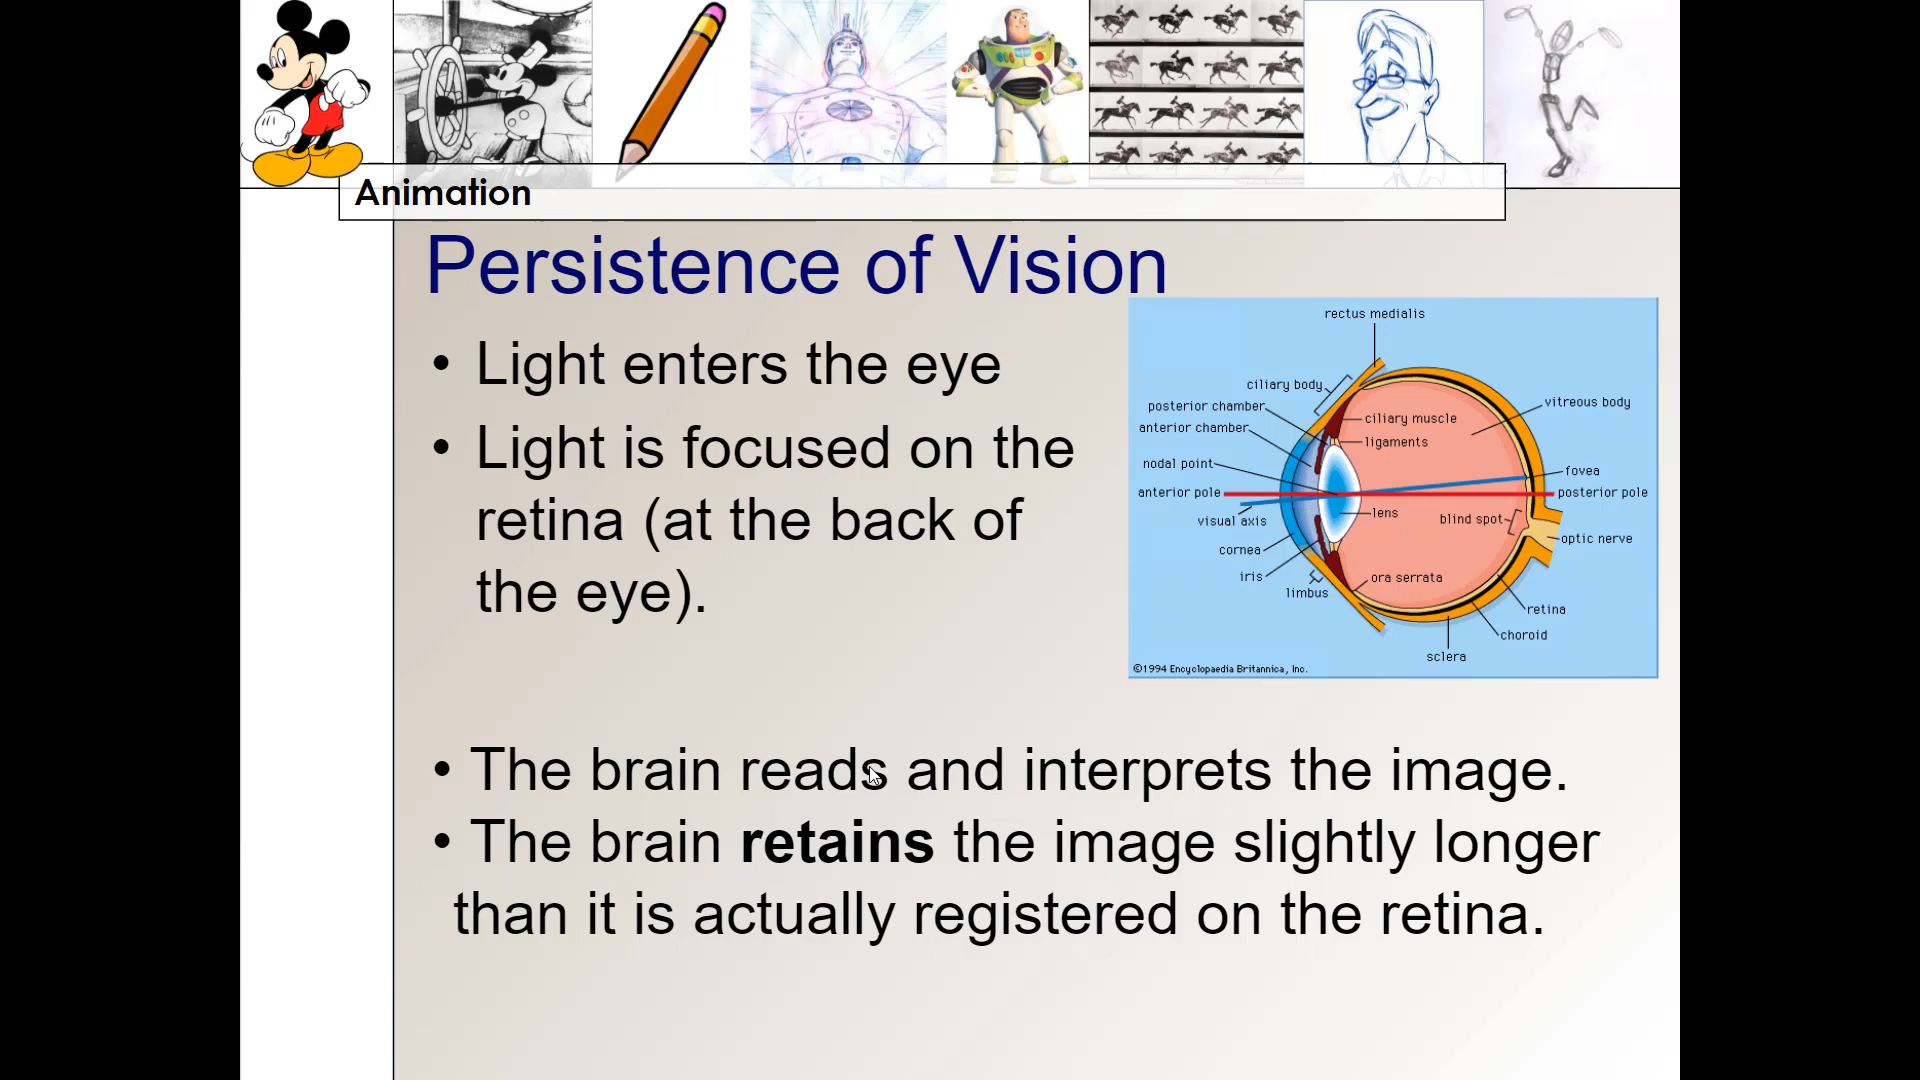 Animation
Persistence of Vision
• Light enters the eye
• Light is focused on the
retina (at the back of
the eye).
rectus medialis
ciliary body
posterior chamber
anterior chamber
nodal point
anterior pole
visual axis
cornea
iris
limbus
ciliary muscle
ligaments
lens
ora serrata
vitreous body
fovea
posterior pole
blind spot
optic nerve
retina
choroid
sclera
©1994 Encyclopaedia Britannica, Inc.
• The brain reads and interprets the image.
• The brain retains the image slightly longer
than it is actually registered on the retina.